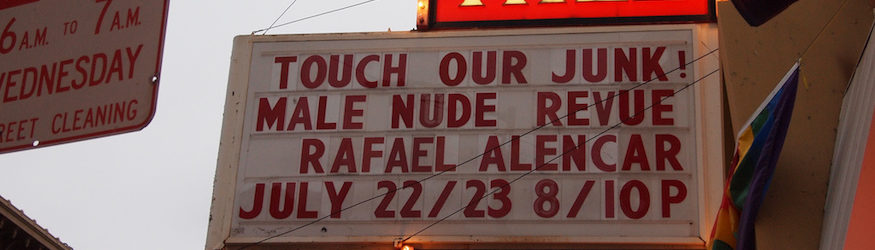 6 A.M. TO 7 A.M.
WEDNESDAY
REET CLEANING
TOUCH OUR JUNK!
MALE NUDE REVUE
RAFAEL ALENCAR
JULY 22/23 8/10P